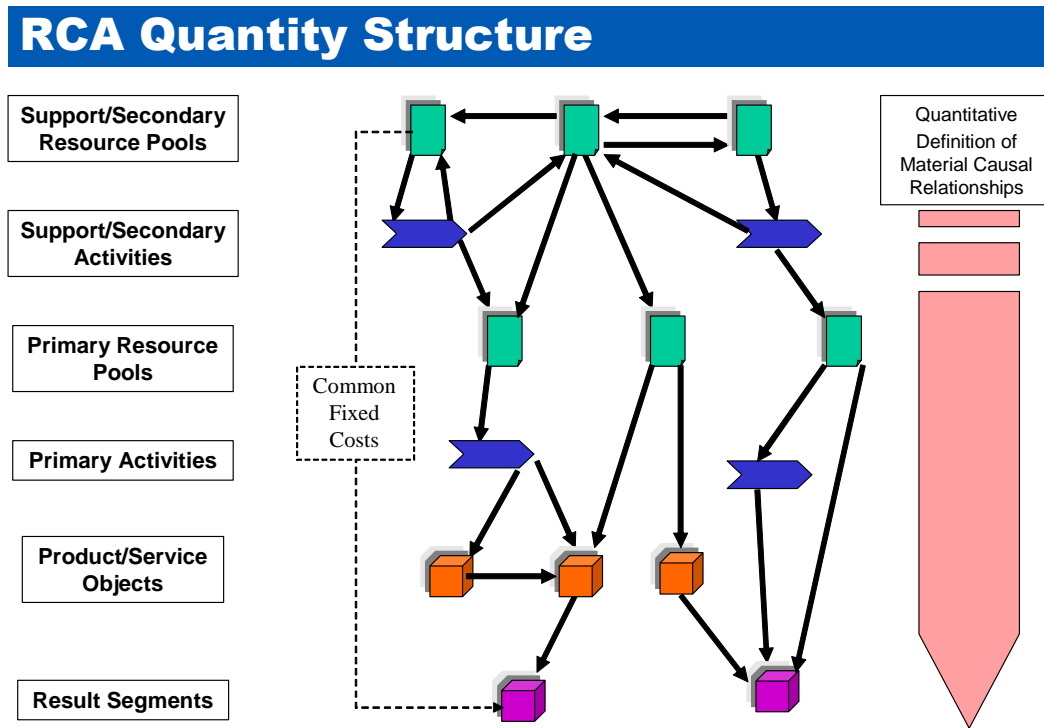 RCA Quantity Structure
Support/Secondary
Resource Pools
Quantitative
Definition of
Material Causal
Relationships
Support/Secondary
Activities
Primary Resource
Pools
Common
Fixed
Costs
Primary Activities
Product/Service
Objects
Result Segments